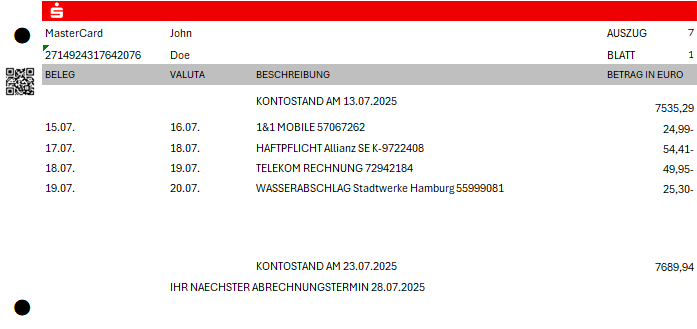 MasterCard John AUSZUG 7
2714924317642076 Doe BLATT 1
BELEG VALUTA BESCHREIBUNG BETRAG IN EURO
KONTOSTAND AM 13.07.2025 7535,29
15.07. 16.07. 1&1 MOBILE 57067262 24,99-
17.07. 18.07. HAFTPFLICHT Allianz SE K-9722408 54,41-
18.07. 19.07. TELEKOM RECHNUNG 72942184 49,95-
19.07. 20.07. WASSERABSCHLAG Stadtwerke Hamburg 55999081 25,30-
KONTOSTAND AM 23.07.2025 7689,94
IHR NAECHSTER ABRECHNUNGSTERMIN 28.07.2025